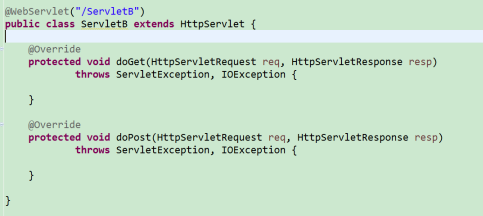 @WebServlet("/ServletB")
public class ServletB extends HttpServlet {
@Override
protected void doGet(HttpServletRequest req, HttpServletResponse resp)
throws ServletException, IOException {
}
@Override
protected void doPost(HttpServletRequest req, HttpServletResponse resp)
throws ServletException, IOException {
}
}